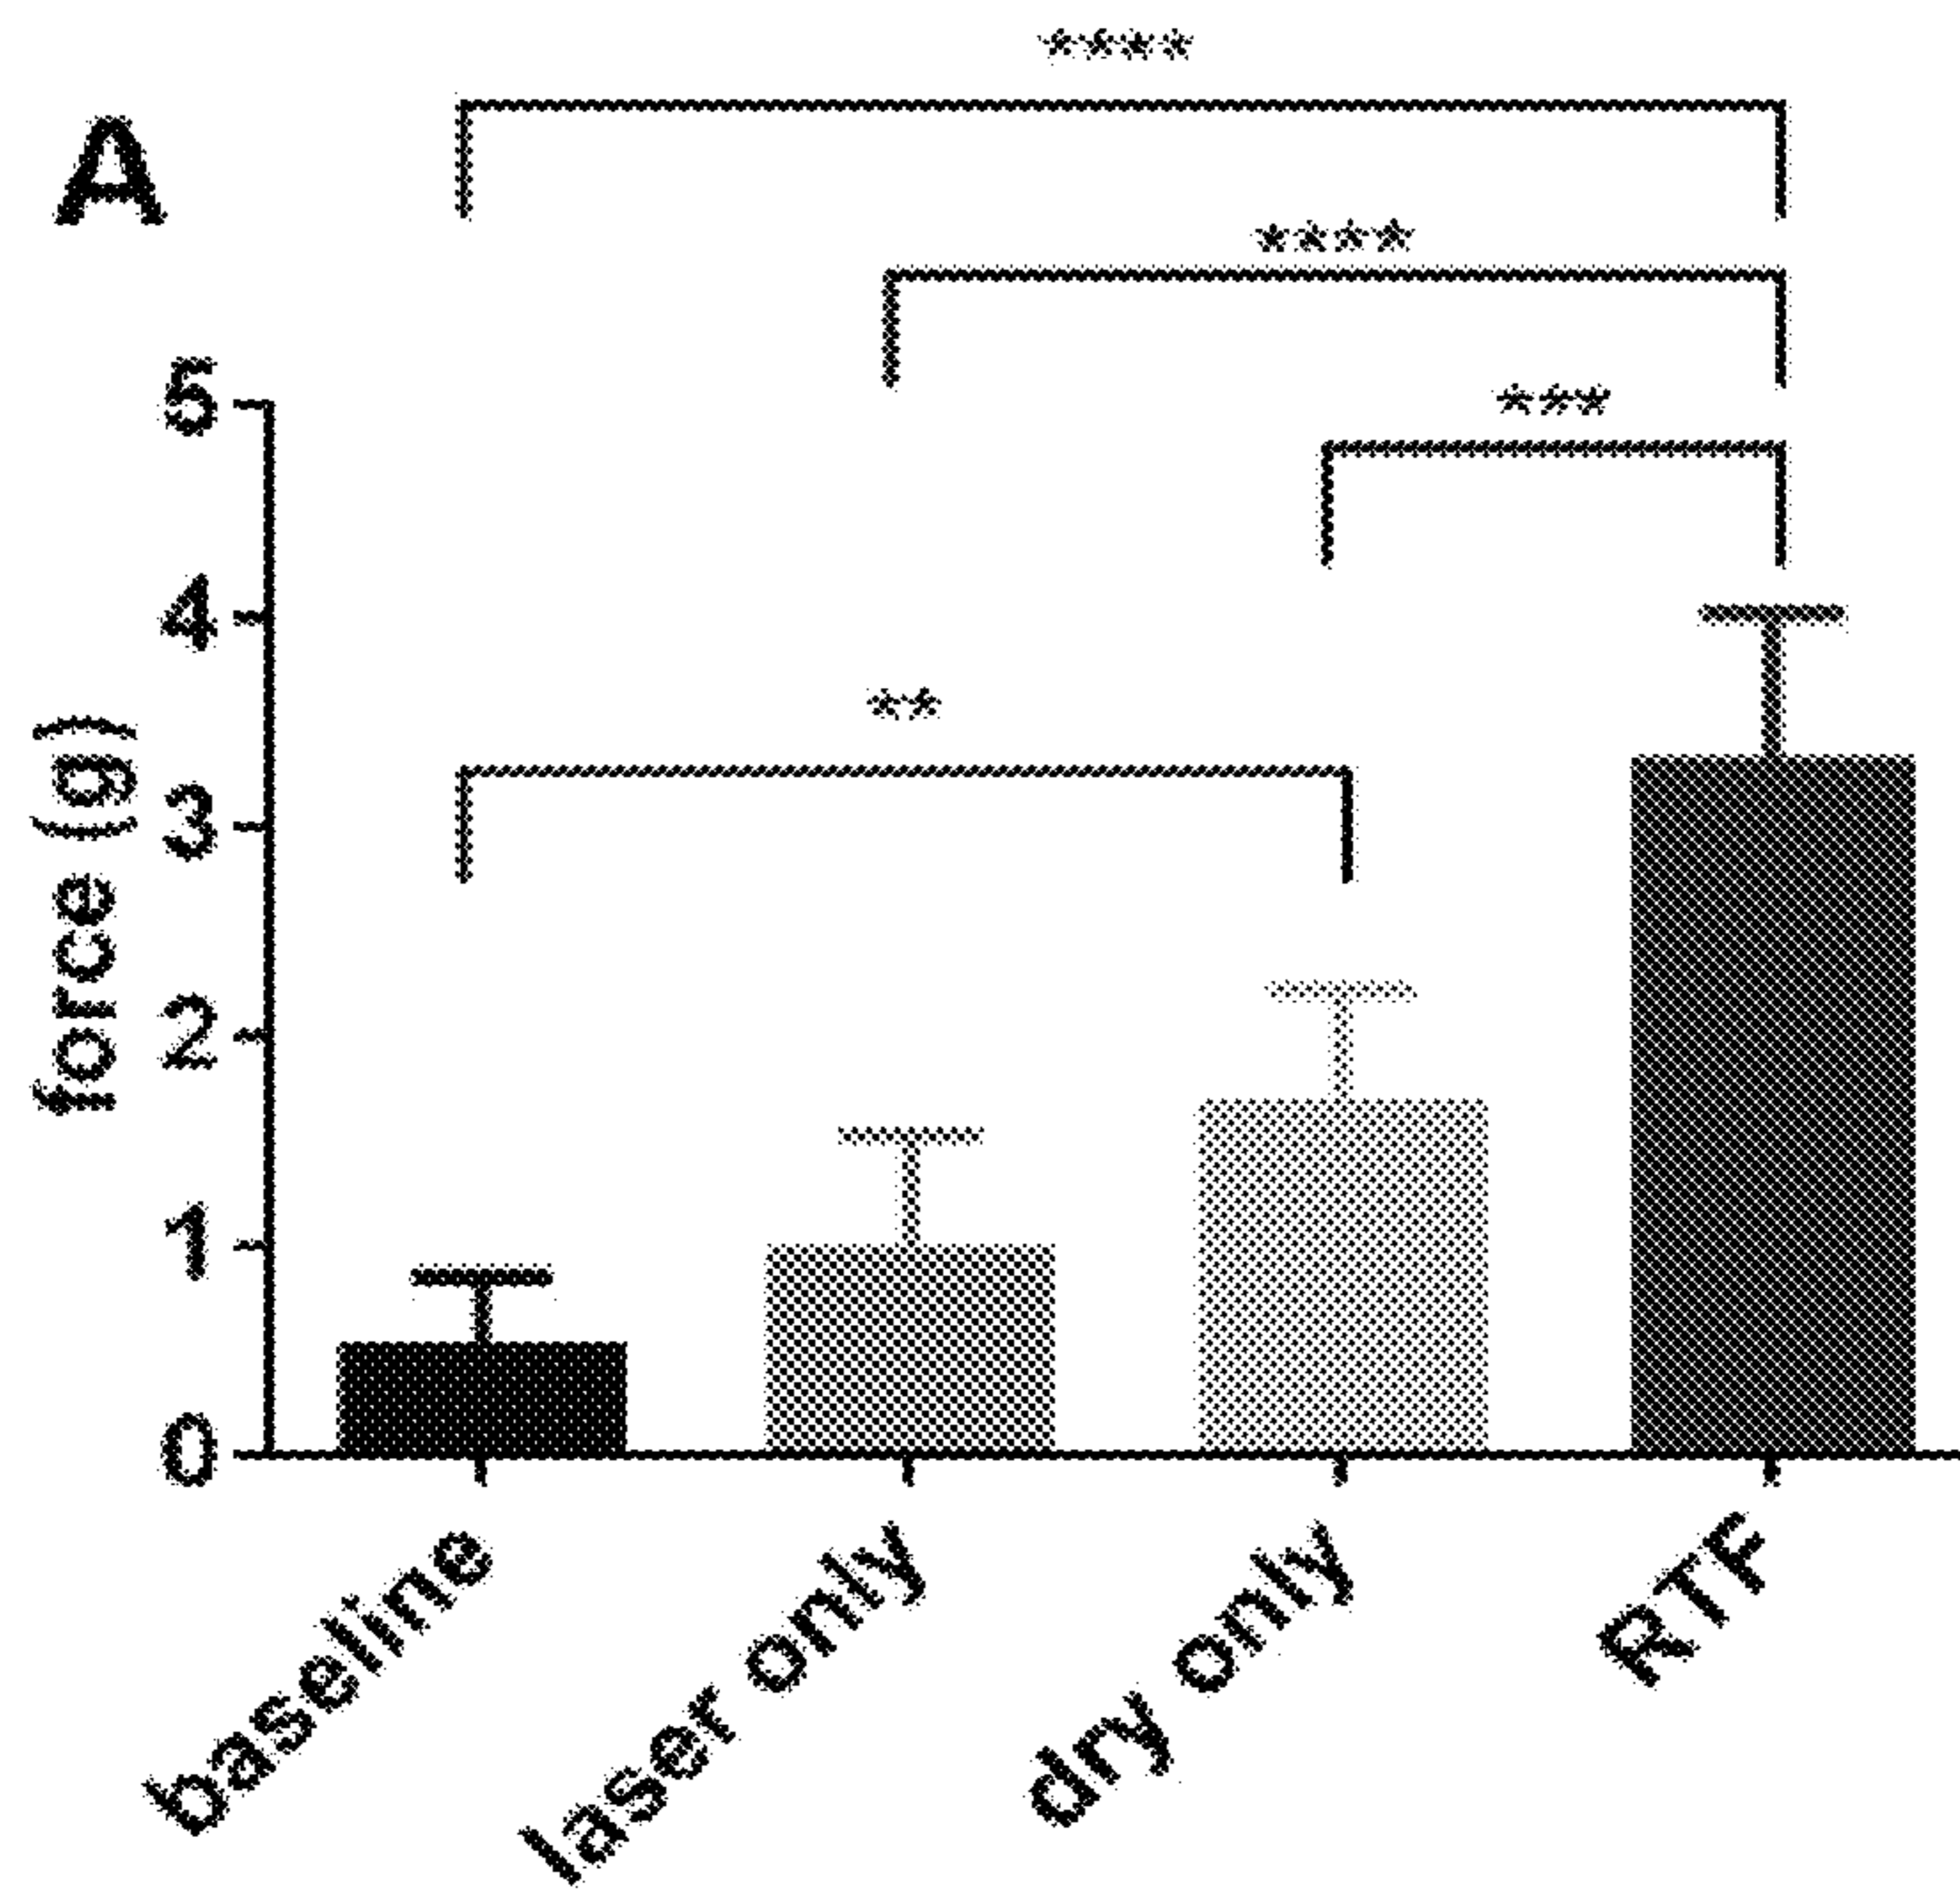 ****
A
****
***
**
force (g)
5
4
3
2
1
0
baseline
laser only
dry only
RTF